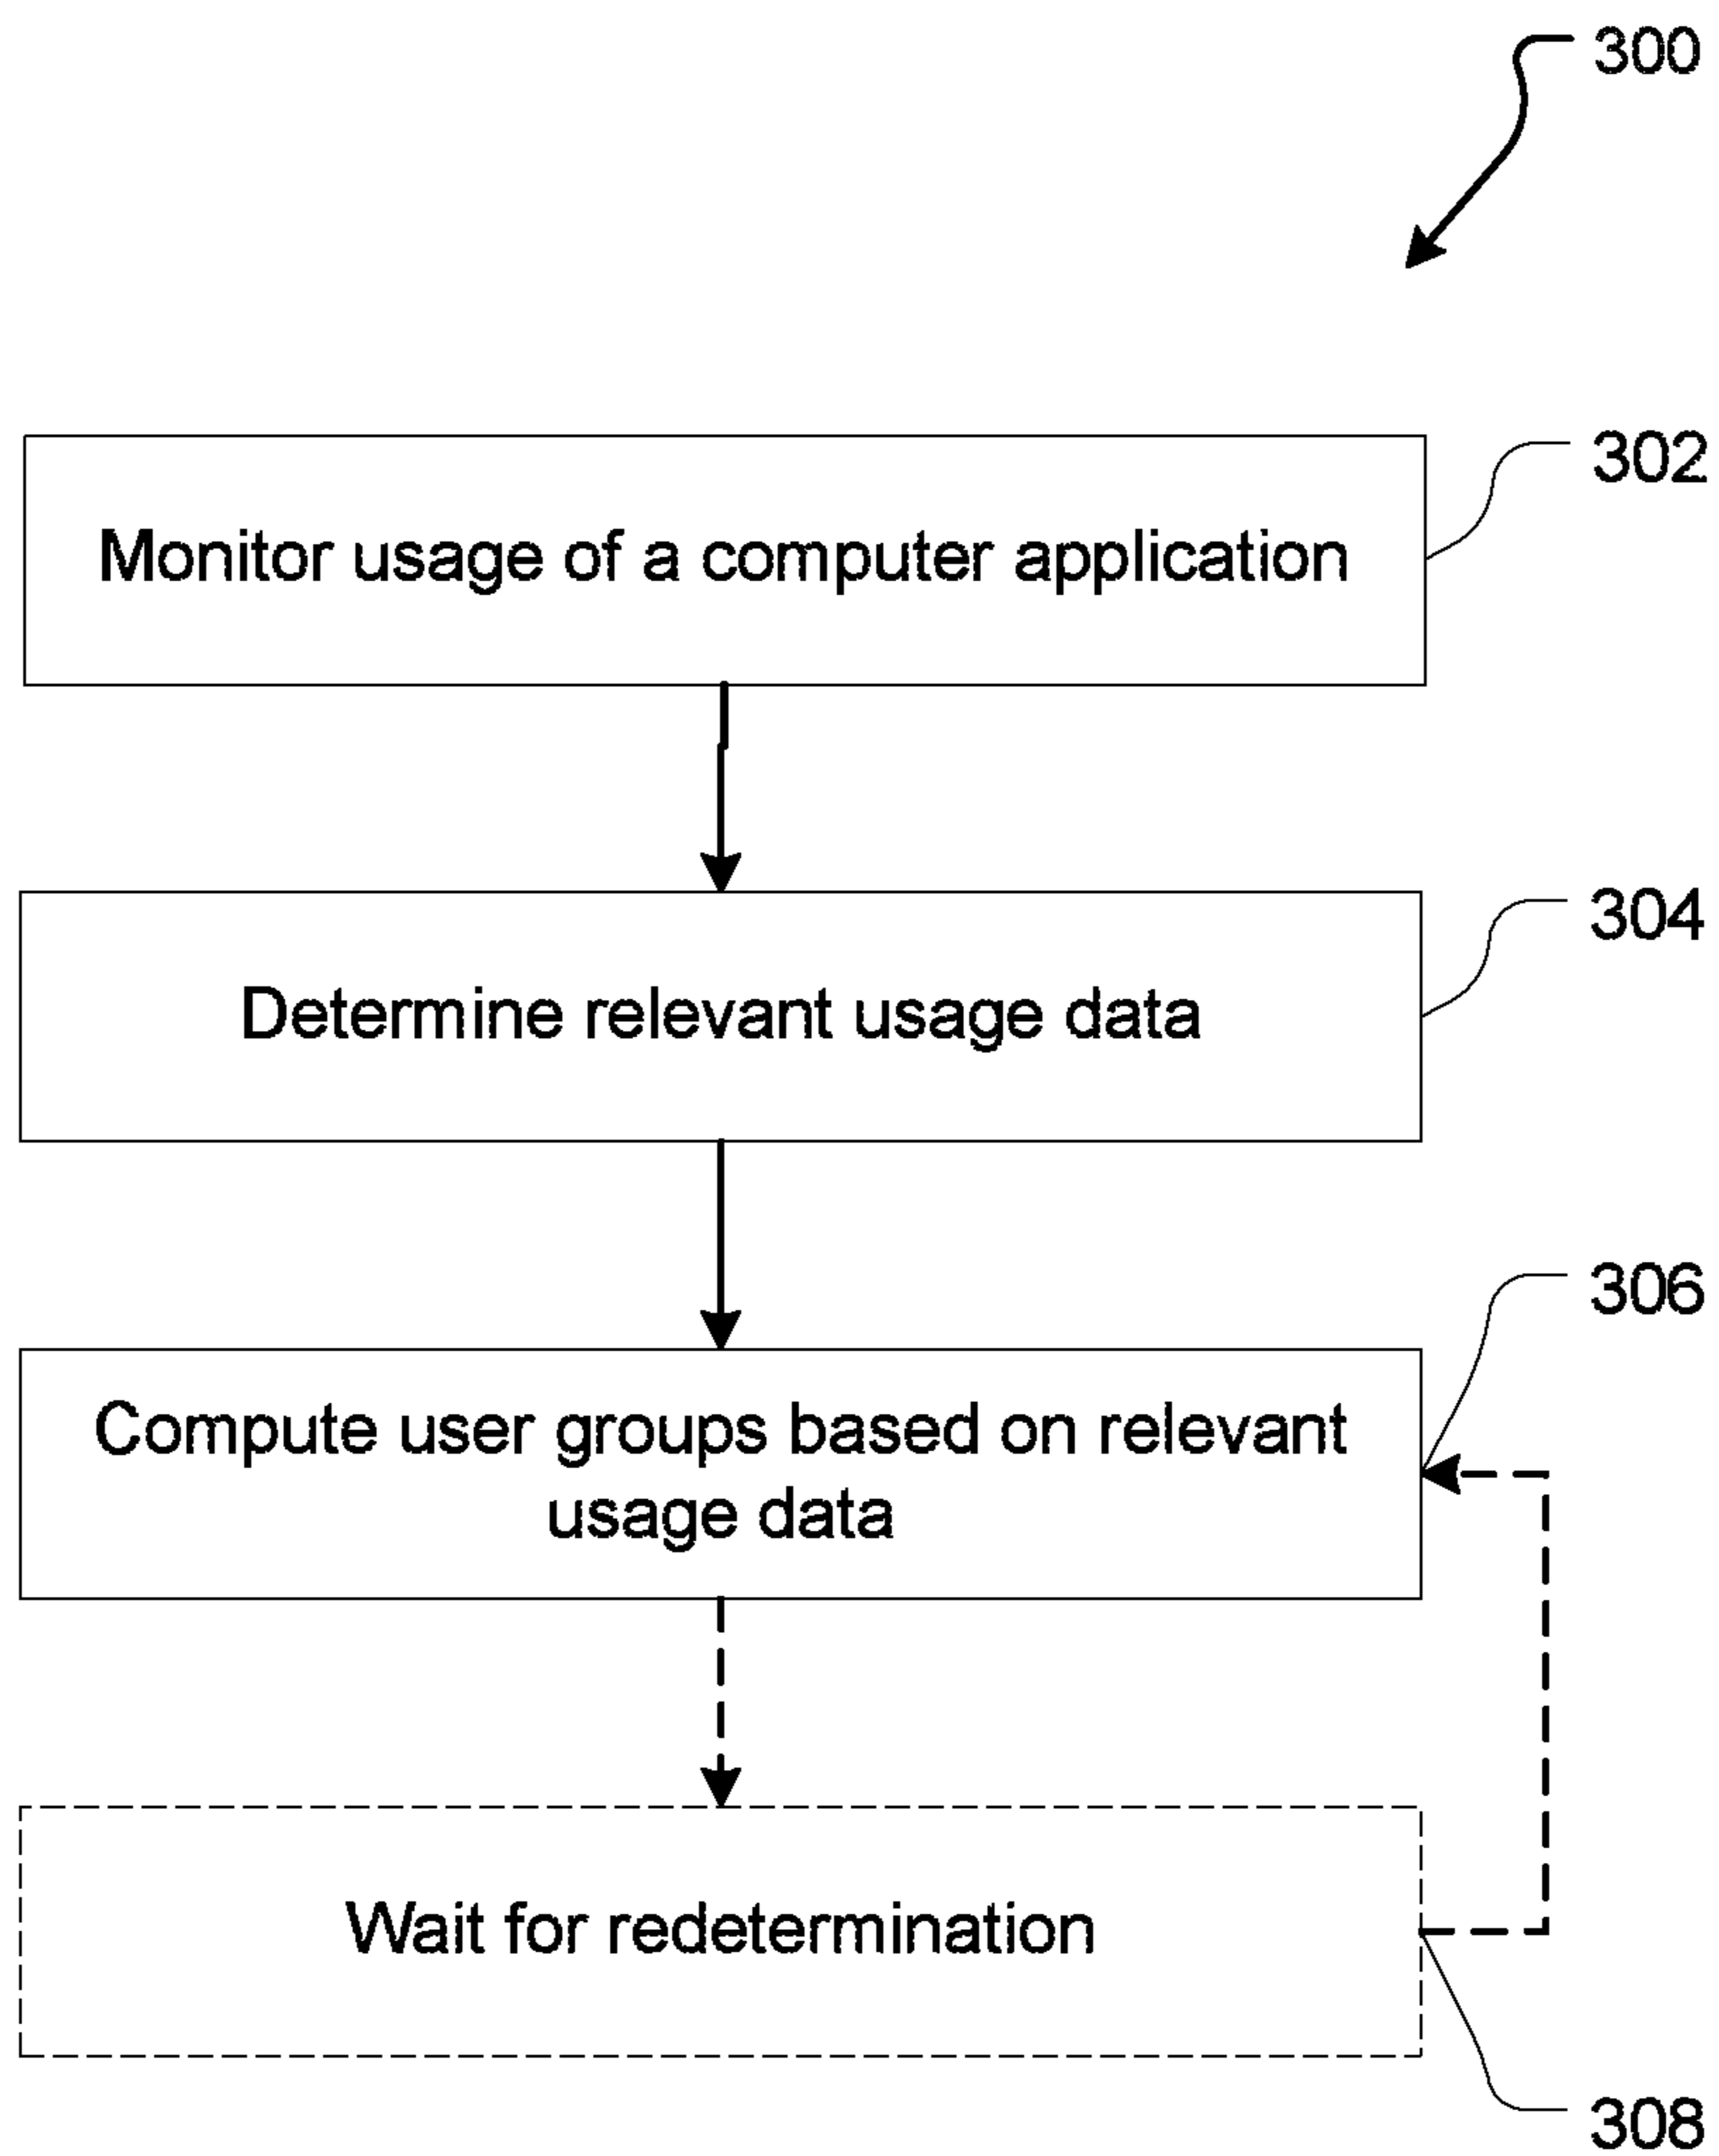 300
302
Monitor usage of a computer application
304
Determine relevant usage data
306
Compute user groups based on relevant
usage data
Wait for redetermination
308